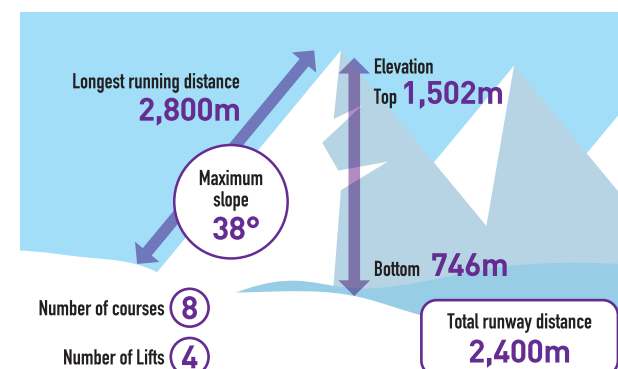 Longest running distance
2,800m
Elevation
Top 1,502m
Maximum
slope
38°
Bottom 746m
Number of courses 8
Number of Lifts 4
Total runway distance
2,400m